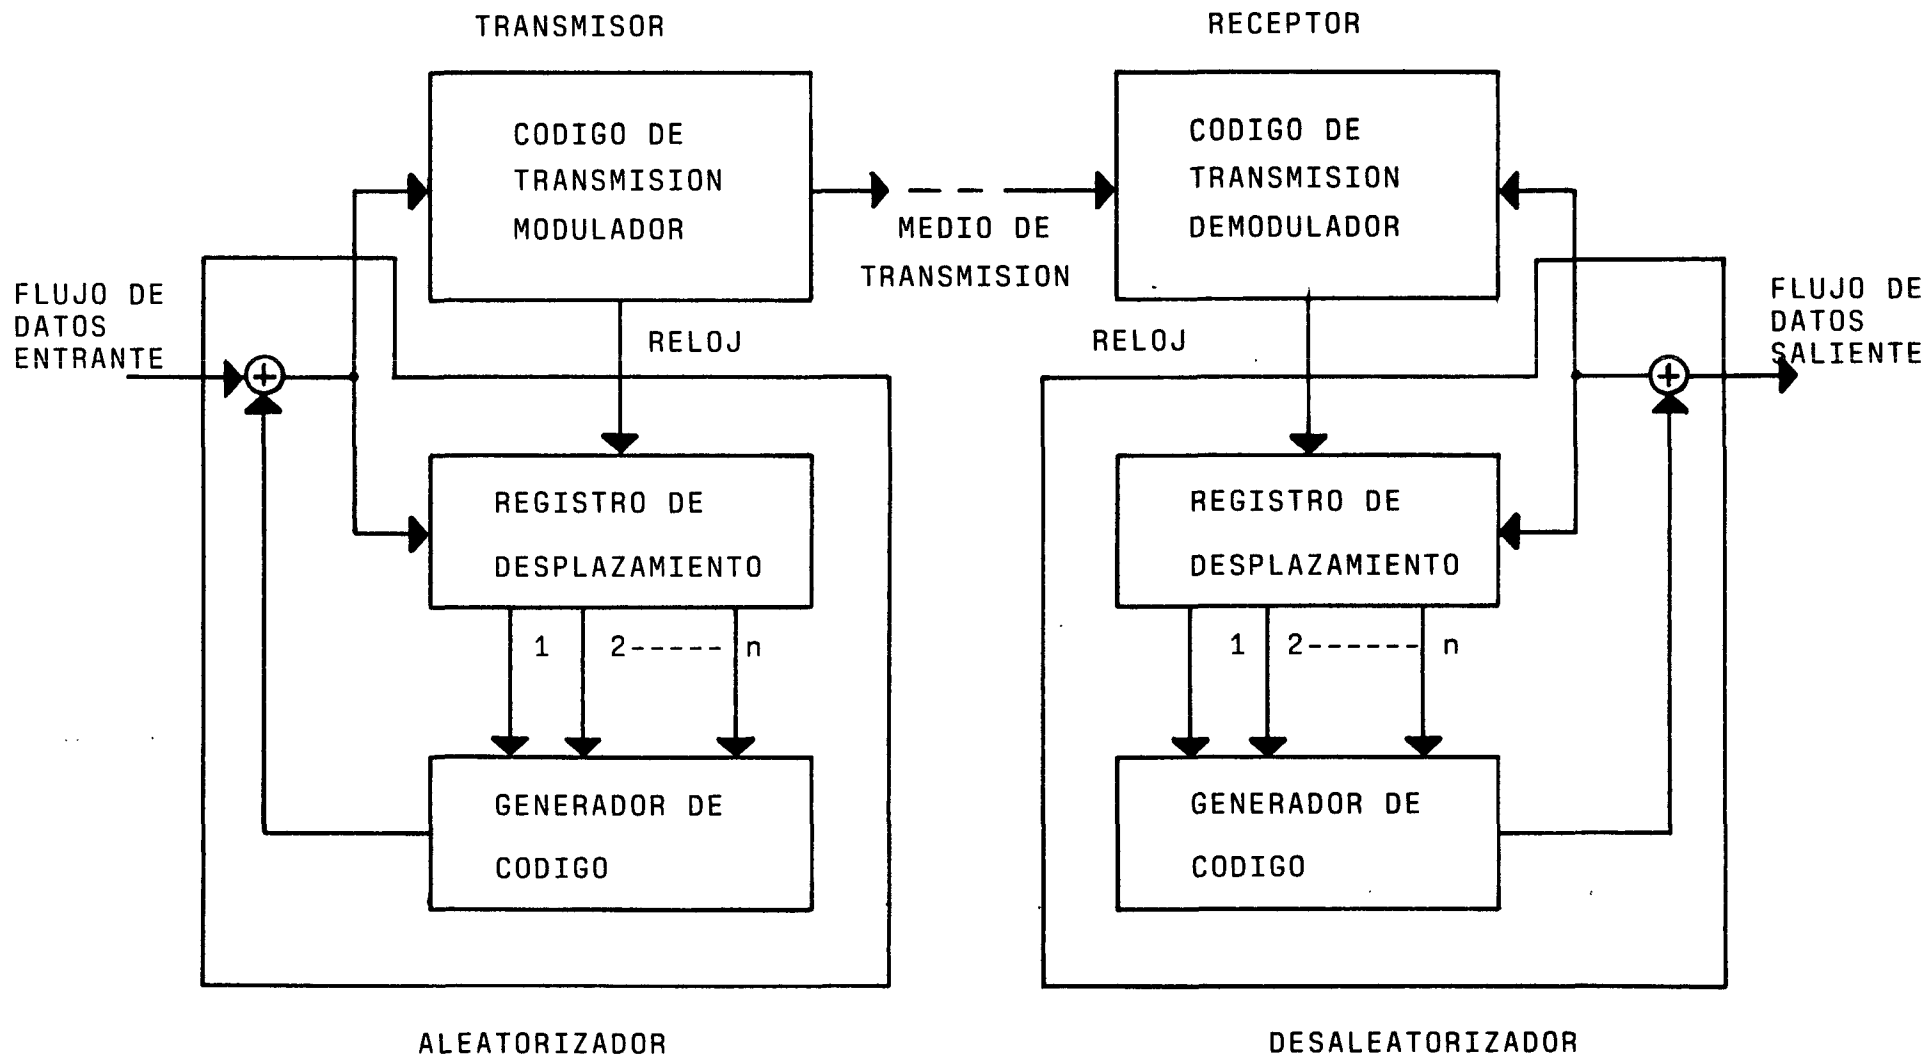 TRANSMISOR
RECEPTOR
CODIGO DE
TRANSMISION
MODULADOR
CODIGO DE
TRANSMISION
DEMODULADOR
MEDIO DE
TRANSMISION
FLUJO DE
DATOS
ENTRANTE
FLUJO DE
DATOS
SALIENTE
RELOJ
RELOJ
REGISTRO DE
DESPLAZAMIENTO
REGISTRO DE
DESPLAZAMIENTO
1 2----- n
1 2------ n
GENERADOR DE
CODIGO
GENERADOR DE
CODIGO
ALEATORIZADOR
DESALEATORIZADOR